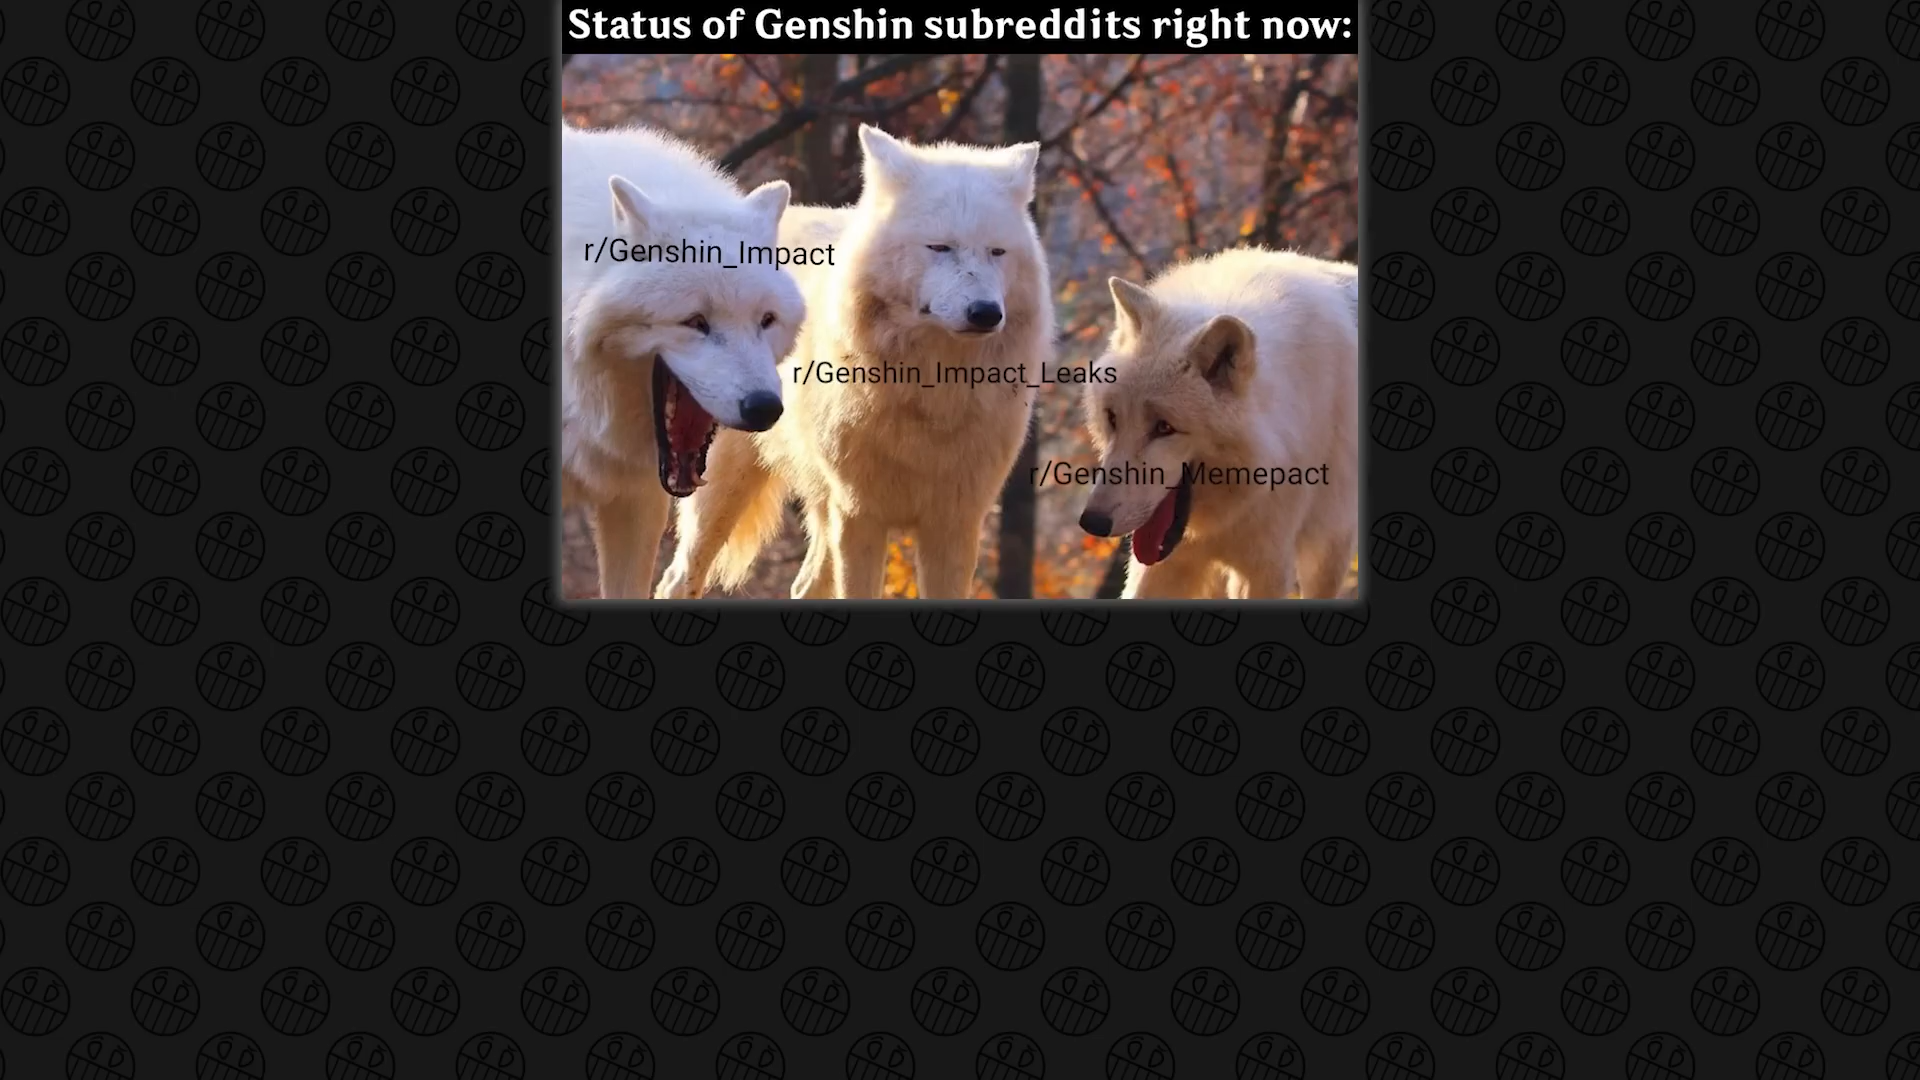 Status of Genshin subreddits right now:
r/Genshin_Impact
r/Genshin_Impact_Leaks
r/Genshin_Memepact